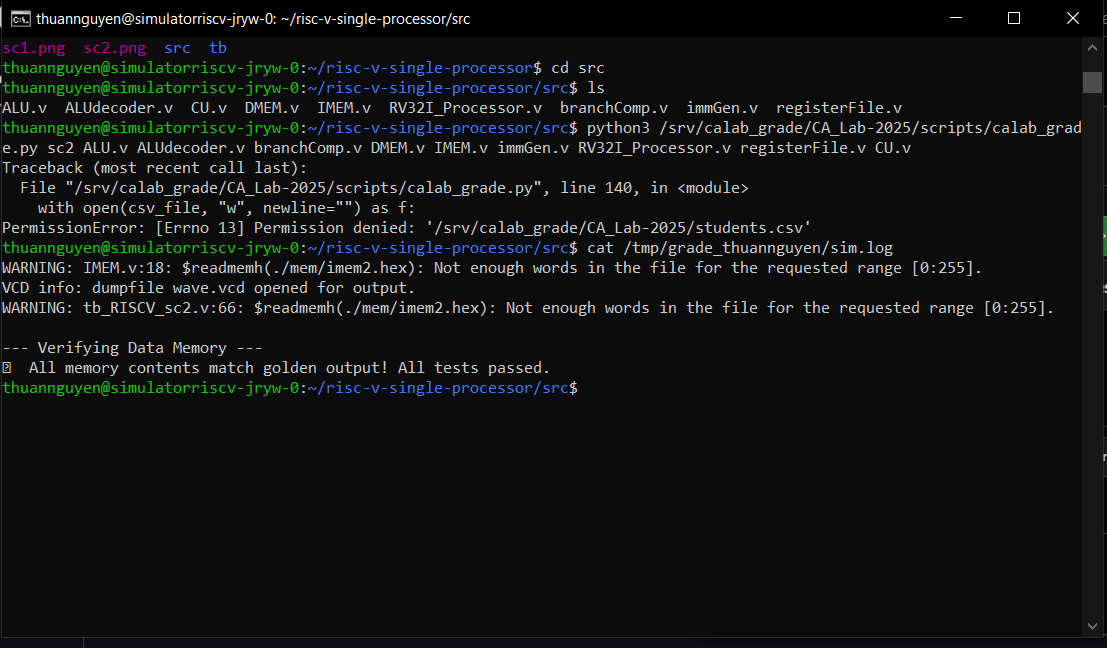 thuannguyen@simulatorriscv-jryw-0: ~/risc-v-single-processor/src
sc1.png  sc2.png  src  tb
thuannguyen@simulatorriscv-jryw-0:~/risc-v-single-processor$ cd src
thuannguyen@simulatorriscv-jryw-0:~/risc-v-single-processor/src$ ls
ALU.v  ALUdecoder.v  CU.v  DMEM.v  IMEM.v  RV32I_Processor.v  branchComp.v  immGen.v  registerFile.v
thuannguyen@simulatorriscv-jryw-0:~/risc-v-single-processor/src$ python3 /srv/calab_grade/CA_Lab-2025/scripts/calab_grad
e.py sc2 ALU.v ALUdecoder.v branchComp.v DMEM.v IMEM.v immGen.v RV32I_Processor.v registerFile.v CU.v
Traceback (most recent call last):
  File "/srv/calab_grade/CA_Lab-2025/scripts/calab_grade.py", line 140, in <module>
    with open(csv_file, "w", newline="") as f:
PermissionError: [Errno 13] Permission denied: '/srv/calab_grade/CA_Lab-2025/students.csv'
thuannguyen@simulatorriscv-jryw-0:~/risc-v-single-processor/src$ cat /tmp/grade_thuannguyen/sim.log
WARNING: IMEM.v:18: $readmemh(./mem/imem2.hex): Not enough words in the file for the requested range [0:255].
VCD info: dumpfile wave.vcd opened for output.
WARNING: tb_RISCV_sc2.v:66: $readmemh(./mem/imem2.hex): Not enough words in the file for the requested range [0:255].
--- Verifying Data Memory ---
All memory contents match golden output! All tests passed.
thuannguyen@simulatorriscv-jryw-0:~/risc-v-single-processor/src$